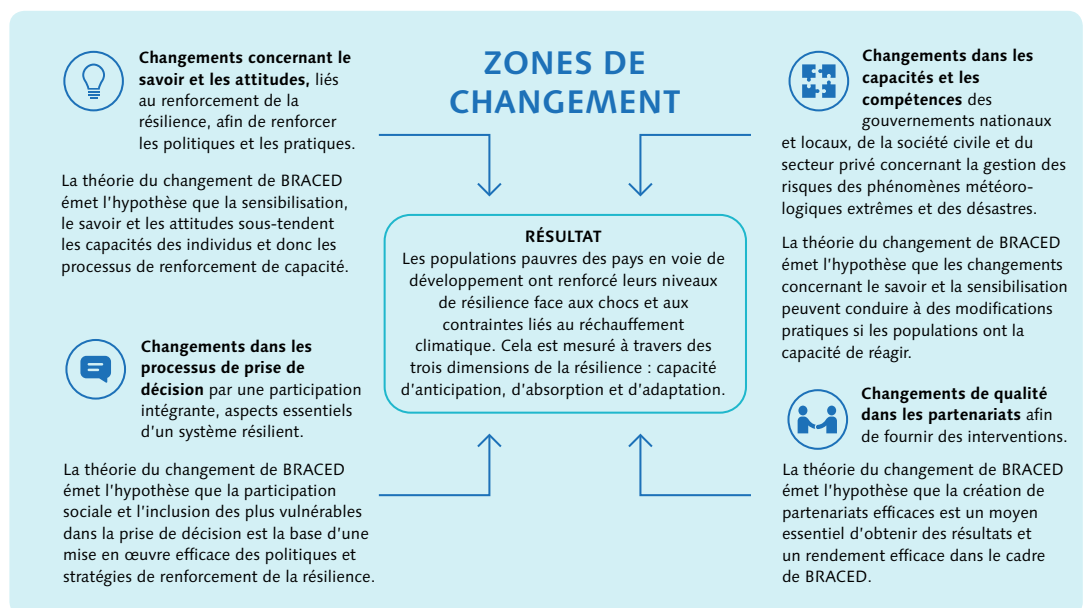 ZONES DE
CHANGEMENT
Changements concernant le
savoir et les attitudes, liés
au renforcement de la
résilience, afin de renforcer
les politiques et les pratiques.
La théorie du changement de BRACED
émet l'hypothèse que la sensibilisation,
le savoir et les attitudes sous-tendent
les capacités des individus et donc les
processus de renforcement de capacité.
Changements dans les
capacités et les
compétences des
gouvernements nationaux
et locaux, de la société civile et du
secteur privé concernant la gestion des
risques des phénomènes météoro-
logiques extrêmes et des désastres.
La théorie du changement de BRACED
émet l'hypothèse que les changements
concernant le savoir et la sensibilisation
peuvent conduire à des modifications
pratiques si les populations ont la
capacité de réagir.
RÉSULTAT
Les populations pauvres des pays en voie de
développement ont renforcé leurs niveaux
de résilience face aux chocs et aux
contraintes liés au réchauffement
climatique. Cela est mesuré à travers des
trois dimensions de la résilience : capacité
d'anticipation, d'absorption et d'adaptation.
Changements dans les
processus de prise de
décision par une participation
intégrante, aspects essentiels
d'un système résilient.
La théorie du changement de BRACED
émet l'hypothèse que la participation
sociale et l'inclusion des plus vulnérables
dans la prise de décision est la base d'une
mise en œuvre efficace des politiques et
stratégies de renforcement de la résilience.
Changements de qualité
dans les partenariats afin
de fournir des interventions.
La théorie du changement de BRACED
émet l'hypothèse que la création de
partenariats efficaces est un moyen
essentiel d'obtenir des résultats et
un rendement efficace dans le cadre
de BRACED.